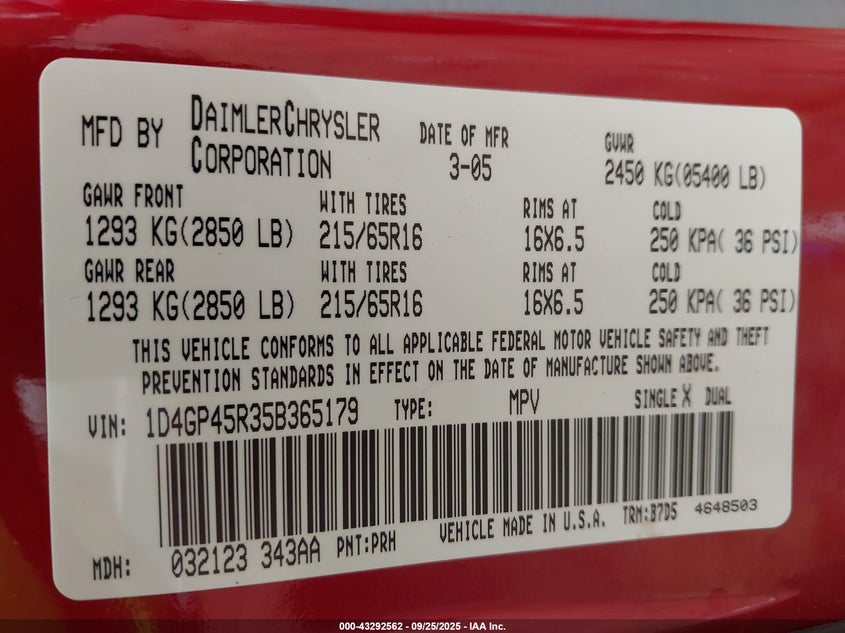 MFD BY DAIMLERCHRYSLER CORPORATION DATE OF MFR 3-05 GVWR 2450 KG(05400 LB)
GAWR FRONT WITH TIRES RIMS AT COLD
1293 KG(2850 LB) 215/65R16 16X6.5 250 KPA( 36 PSI)
GAWR REAR WITH TIRES RIMS AT COLD
1293 KG(2850 LB) 215/65R16 16X6.5 250 KPA( 36 PSI)
THIS VEHICLE CONFORMS TO ALL APPLICABLE FEDERAL MOTOR VEHICLE SAFETY AND THEFT
PREVENTION STANDARDS IN EFFECT ON THE DATE OF MANUFACTURE SHOWN ABOVE.
VIN: 1D4GP45R35B365179 TYPE: MPV SINGLE X DUAL
MDH: 032123 343AA PNT:PRH VEHICLE MADE IN U.S.A. TRM:B7D5 4648503
000-43292562 - 09/25/2025 - IAA Inc.